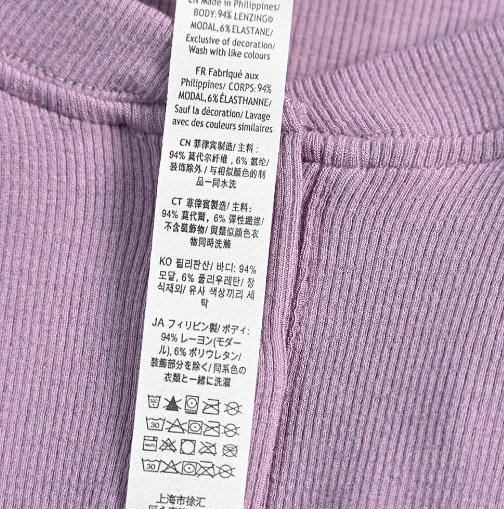 EN Made in Philippines/
BODY:94% LENZING®
MODAL,6% ELASTANE/
Exclusive of decoration/
Wash with like colours
FR Fabriqué aux
Philippines/ CORPS:94%
MODAL,6%ÉLASTHANNE/
Sauf la décoration/ Lavage
avec des couleurs similaires
CN 菲律宾制造/ 主料:
94% 莫代尔纤维 , 6% 氨纶/
装饰除外 / 与相似颜色的制
品一同水洗
CT 菲律賓製造/ 主料:
94% 莫代爾, 6% 彈性纖維/
不含裝飾物/ 與類似顏色衣
物同時洗滌
KO 필리핀산/ 바디: 94%
모달, 6% 폴리우레탄/ 장
식제외/ 유사 색상끼리 세
탁
JA フィリピン製/ ボディ:
94% レーヨン(モダー
ル), 6% ポリウレタン/
装飾部分を除く/ 同系色の
衣類と一緒に洗濯
30
30
上海市徐汇